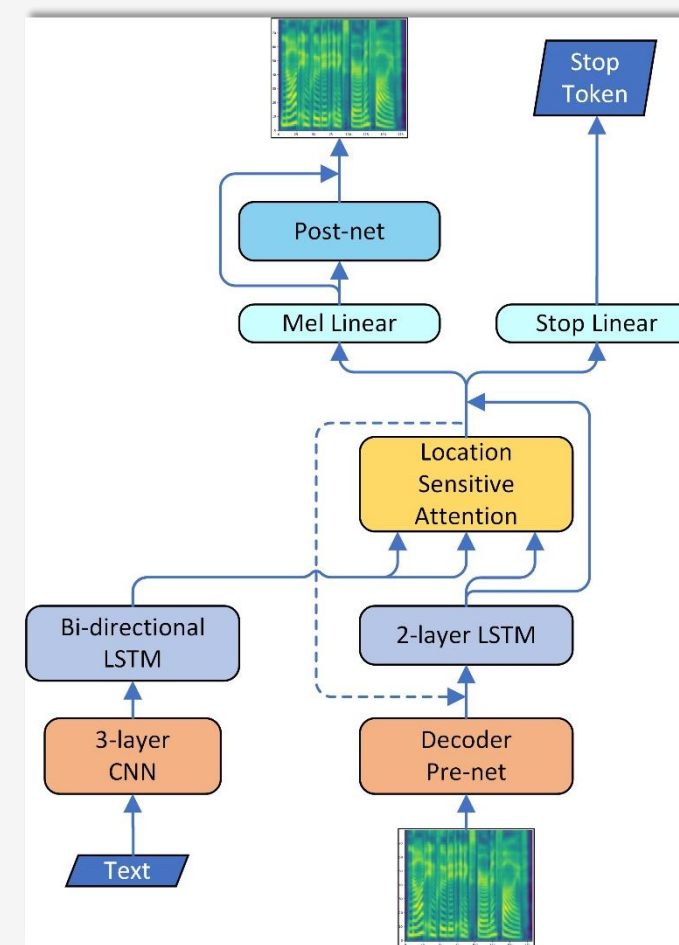 Stop
Token
Post-net
Mel Linear
Stop Linear
Location
Sensitive
Attention
Bi-directional
LSTM
2-layer LSTM
3-layer
CNN
Decoder
Pre-net
Text